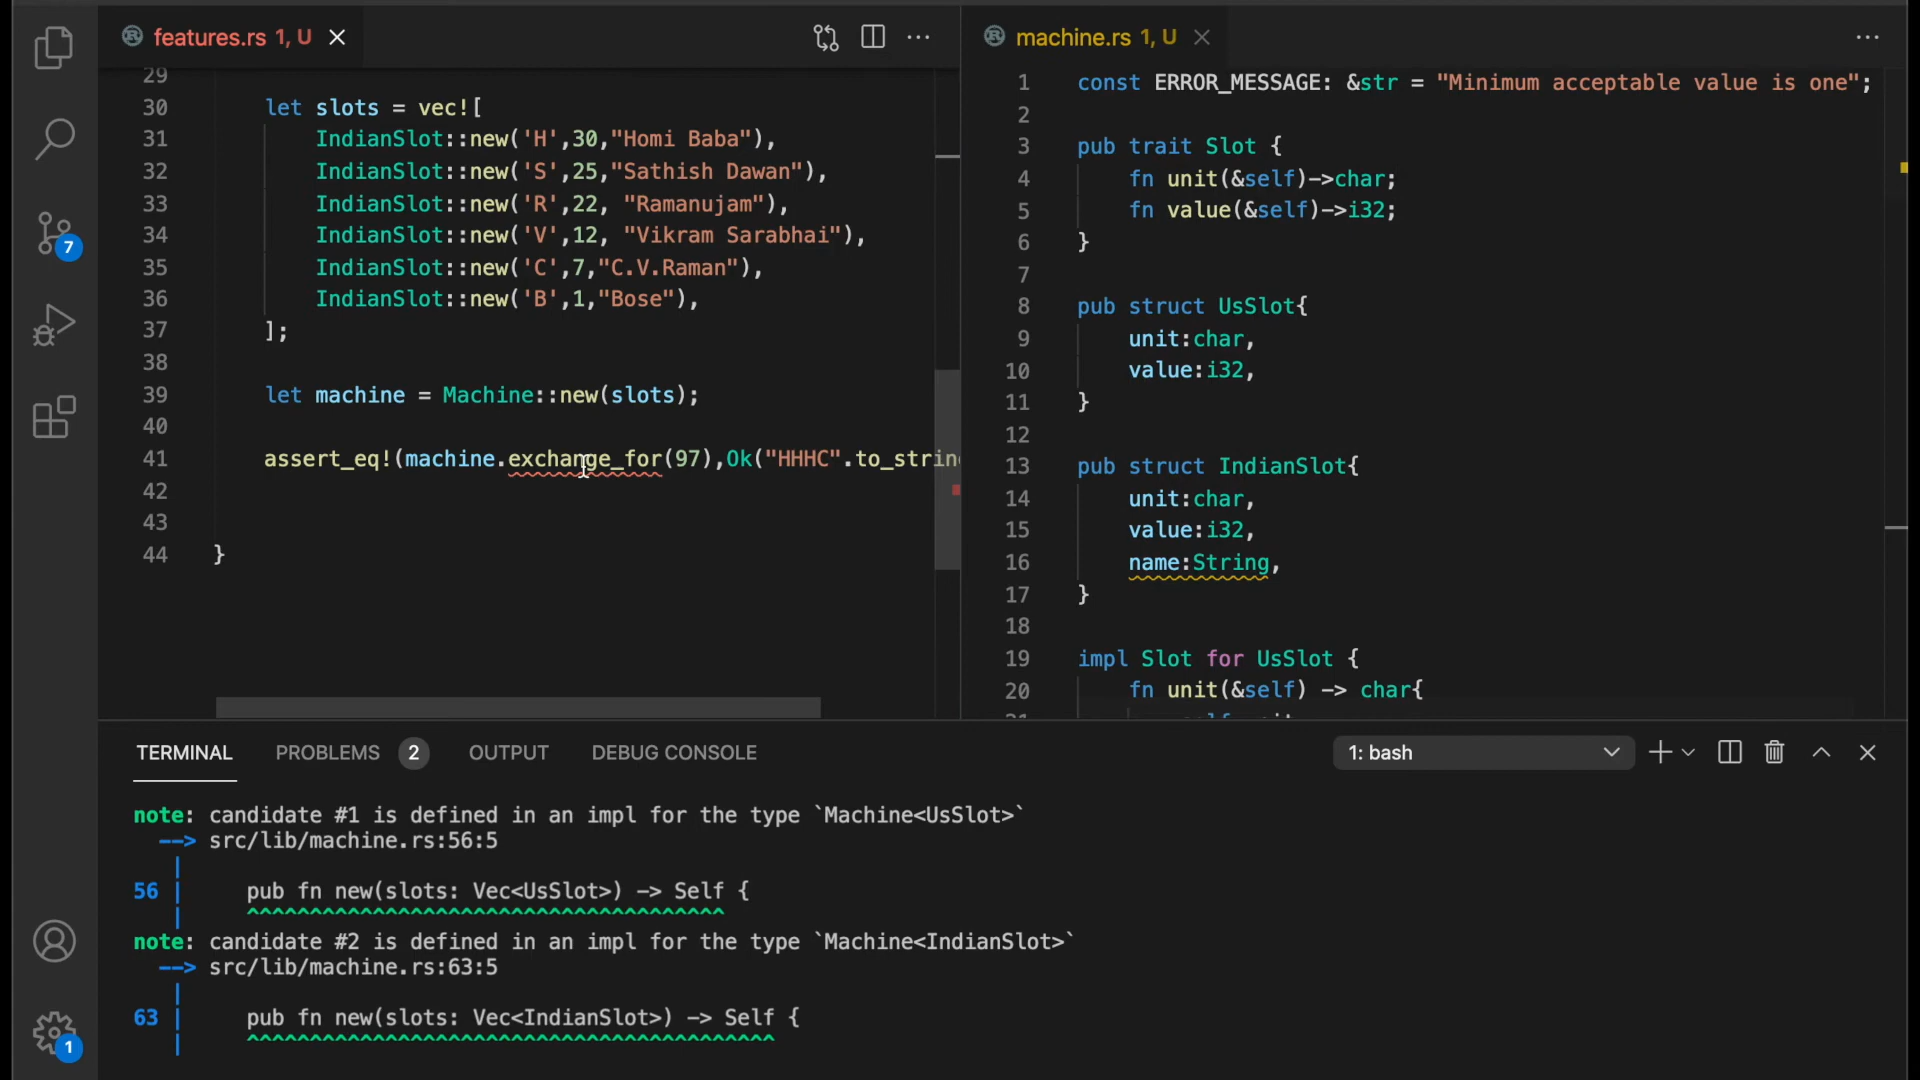 features.rs 1, U
29
30 let slots = vec![
31 IndianSlot::new('H',30,"Homi Baba"),
32 IndianSlot::new('S',25,"Sathish Dawan"),
33 IndianSlot::new('R',22, "Ramanujam"),
34 IndianSlot::new('V',12, "Vikram Sarabhai"),
35 IndianSlot::new('C',7,"C.V.Raman"),
36 IndianSlot::new('B',1,"Bose"),
37 ];
38
39 let machine = Machine::new(slots);
40
41 assert_eq!(machine.exchange_for(97),Ok("HHHC".to_string
42
43
44 }
machine.rs 1, U
1 const ERROR_MESSAGE: &str = "Minimum acceptable value is one";
2
3 pub trait Slot {
4 fn unit(&self)->char;
5 fn value(&self)->i32;
6 }
7
8 pub struct UsSlot{
9 unit:char,
10 value:i32,
11 }
12
13 pub struct IndianSlot{
14 unit:char,
15 value:i32,
16 name:String,
17 }
18
19 impl Slot for UsSlot {
20 fn unit(&self) -> char{
7
1
TERMINAL PROBLEMS 2 OUTPUT DEBUG CONSOLE 1: bash
note: candidate #1 is defined in an impl for the type `Machine<UsSlot>`
--> src/lib/machine.rs:56:5
|
56 | pub fn new(slots: Vec<UsSlot>) -> Self {
| ^^^^^^^^^^^^^^^^^^^^^^^^^^^^^^^^^^^^^^
note: candidate #2 is defined in an impl for the type `Machine<IndianSlot>`
--> src/lib/machine.rs:63:5
|
63 | pub fn new(slots: Vec<IndianSlot>) -> Self {
| ^^^^^^^^^^^^^^^^^^^^^^^^^^^^^^^^^^^^^^^^^^